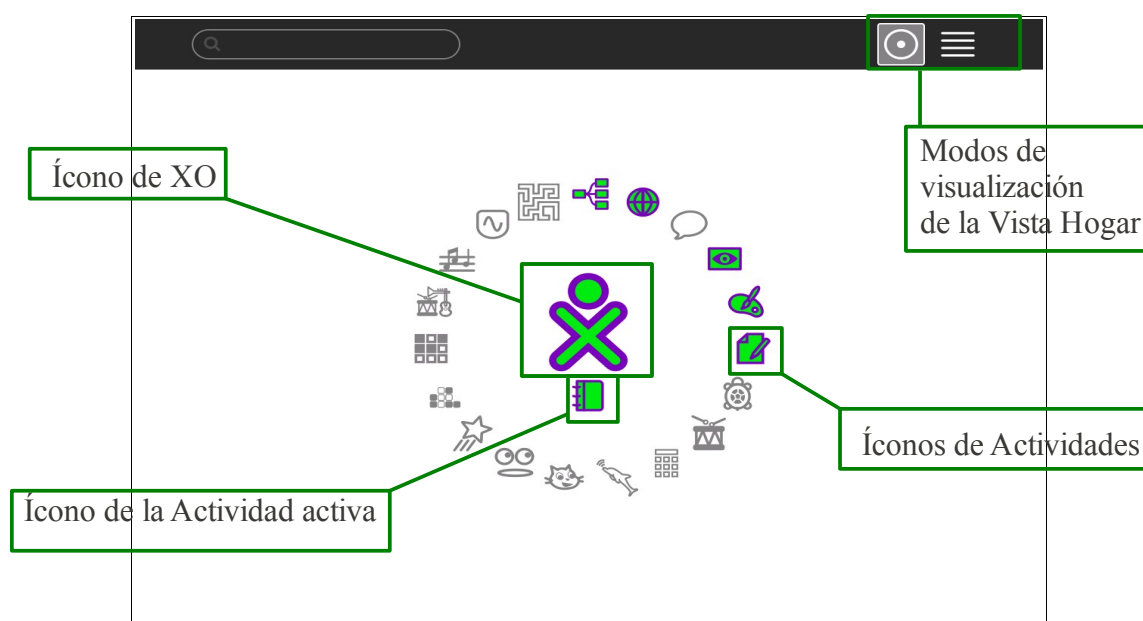 Ícono de XO
Modos de
visualización
de la Vista Hogar
Íconos de Actividades
Ícono de la Actividad activa